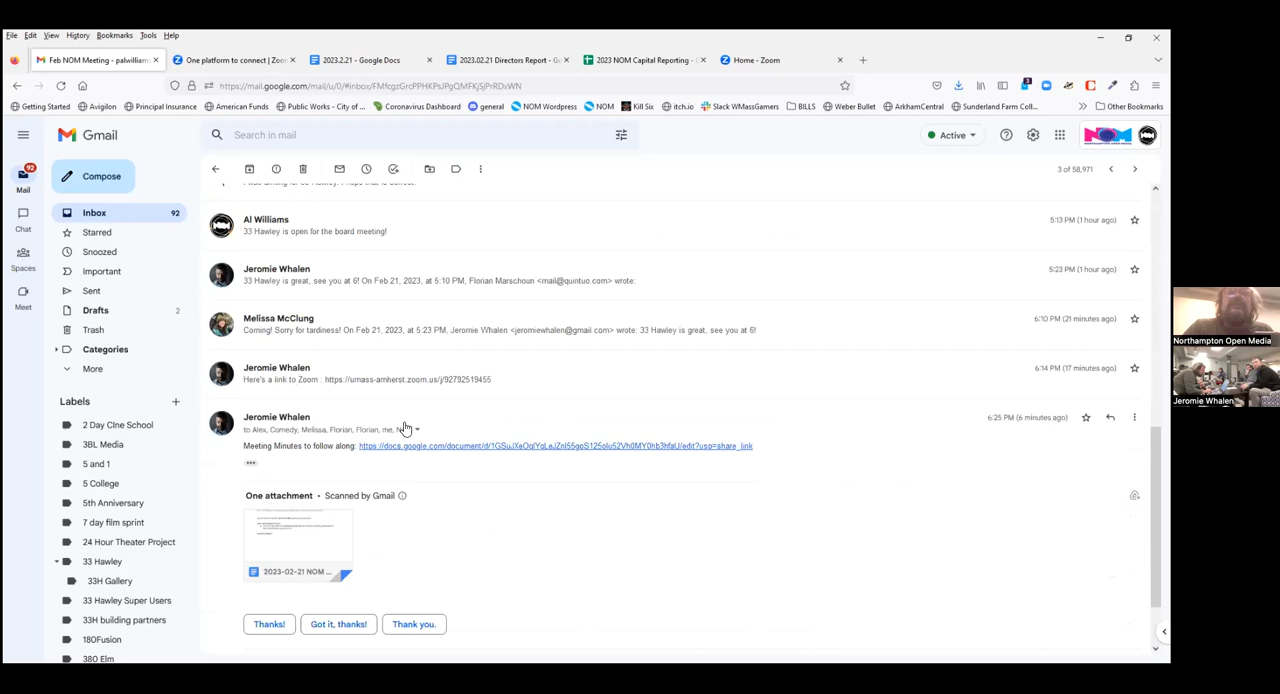 File Edit View History Bookmarks Tools Help
Feb NOM Meeting - palwilliams One platform to connect | Zoom 2023.2.21 - Google Docs 2023.02.21 Directors Report - Go 2023 NOM Capital Reporting - G Home - Zoom
Getting Started Avigilon Principal Insurance American Funds Public Works - City of ... Coronavirus Dashboard general NOM Wordpress NOM Kill Six itch.io Slack WMassGamers BILLS Weber Bullet ArkhamCentral Sunderland Farm Coll... Other Bookmarks
Gmail Search in mail Active NOM
92
Mail
Chat
Spaces
Meet
Compose
Inbox 92
Starred
Snoozed
Important
Sent
Drafts 2
Trash
Categories
More
Labels
2 Day CIne School
3BL Media
5 and 1
5 College
5th Anniversary
7 day film sprint
24 Hour Theater Project
33 Hawley
33H Gallery
33 Hawley Super Users
33H building partners
180Fusion
380 Elm
3 of 58,971
Al Williams 5:13 PM (1 hour ago)
33 Hawley is open for the board meeting!
Jeromie Whalen 5:23 PM (1 hour ago)
33 Hawley is great, see you at 6! On Feb 21, 2023, at 5:10 PM, Florian Marschoun <mail@quintuo.com> wrote:
Melissa McClung 6:10 PM (21 minutes ago)
Coming! Sorry for tardiness! On Feb 21, 2023, at 5:23 PM, Jeromie Whalen <jeromiewhalen@gmail.com> wrote: 33 Hawley is great, see you at 6!
Jeromie Whalen 6:14 PM (17 minutes ago)
Here's a link to Zoom : https://umass-amherst.zoom.us/j/92792519455
Jeromie Whalen 6:25 PM (6 minutes ago)
to Alex, Comedy, Melissa, Florian, Florian, me,
Meeting Minutes to follow along:
One attachment • Scanned by Gmail
2023-02-21 NOM ...
Thanks! Got it, thanks! Thank you.
Northampton Open Media
Jeromie Whalen